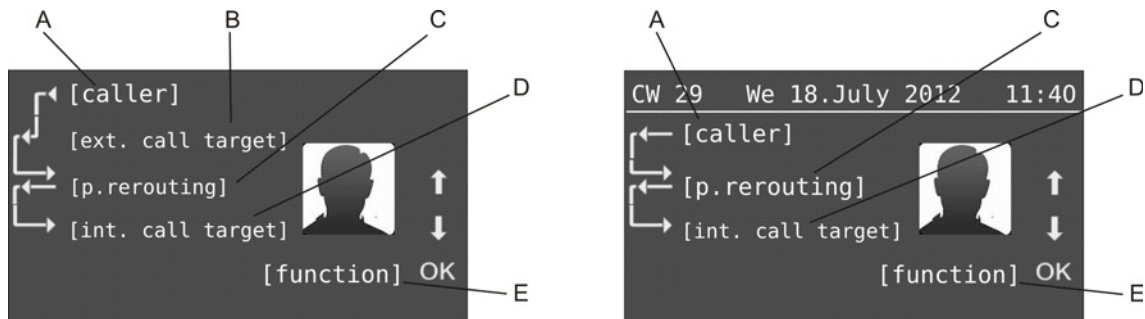 A B C
[caller]
[ext. call target]
D
[p.rerouting]
[int. call target]
[function] OK
E
A C
CW 29 We 18.July 2012 11:40
D
[caller]
[p.rerouting]
[int. call target]
[function] OK
E